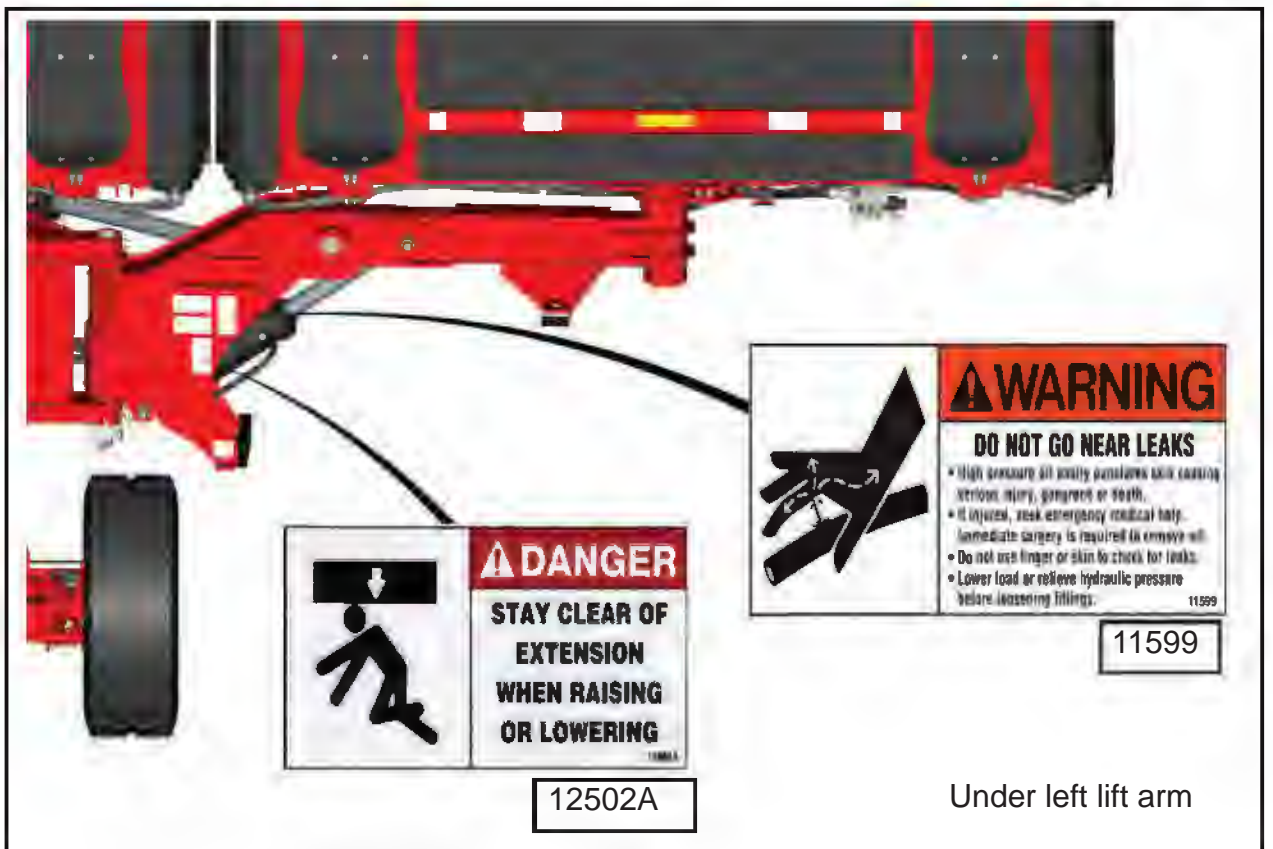 WARNING
DO NOT GO NEAR LEAKS
• High pressure oil easily punctures skin causing
serious injury, gangrene or death.
• If injured, seek emergency medical help.
Immediate surgery is required to remove oil.
• Do not use finger or skin to check for leaks.
• Lower load or relieve hydraulic pressure
before loosening fittings.
11599
11599
DANGER
STAY CLEAR OF
EXTENSION
WHEN RAISING
OR LOWERING
12502A
Under left lift arm